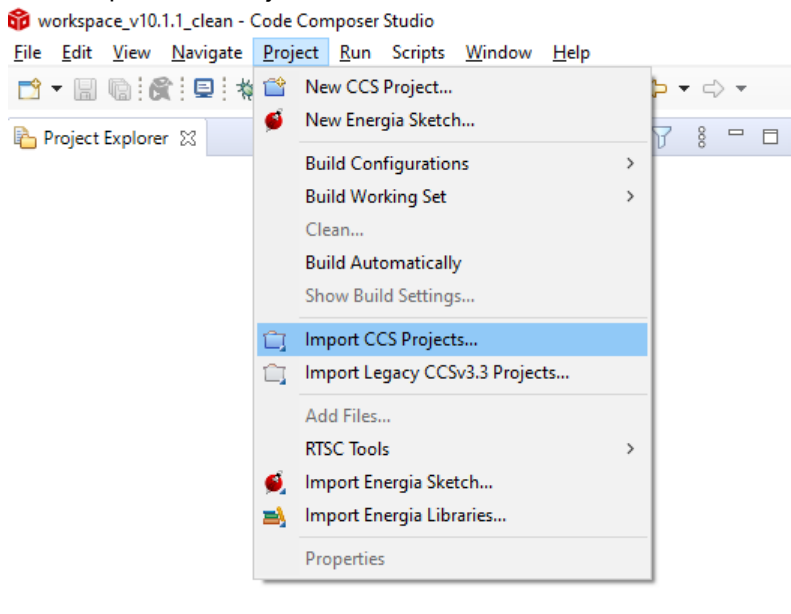 workspace_v10.1.1_clean - Code Composer Studio
File Edit View Navigate Project Run Scripts Window Help
Project Explorer
New CCS Project...
New Energia Sketch...
Build Configurations
Build Working Set
Clean...
Build Automatically
Show Build Settings...
Import CCS Projects...
Import Legacy CCSv3.3 Projects...
Add Files...
RTSC Tools
Import Energia Sketch...
Import Energia Libraries...
Properties